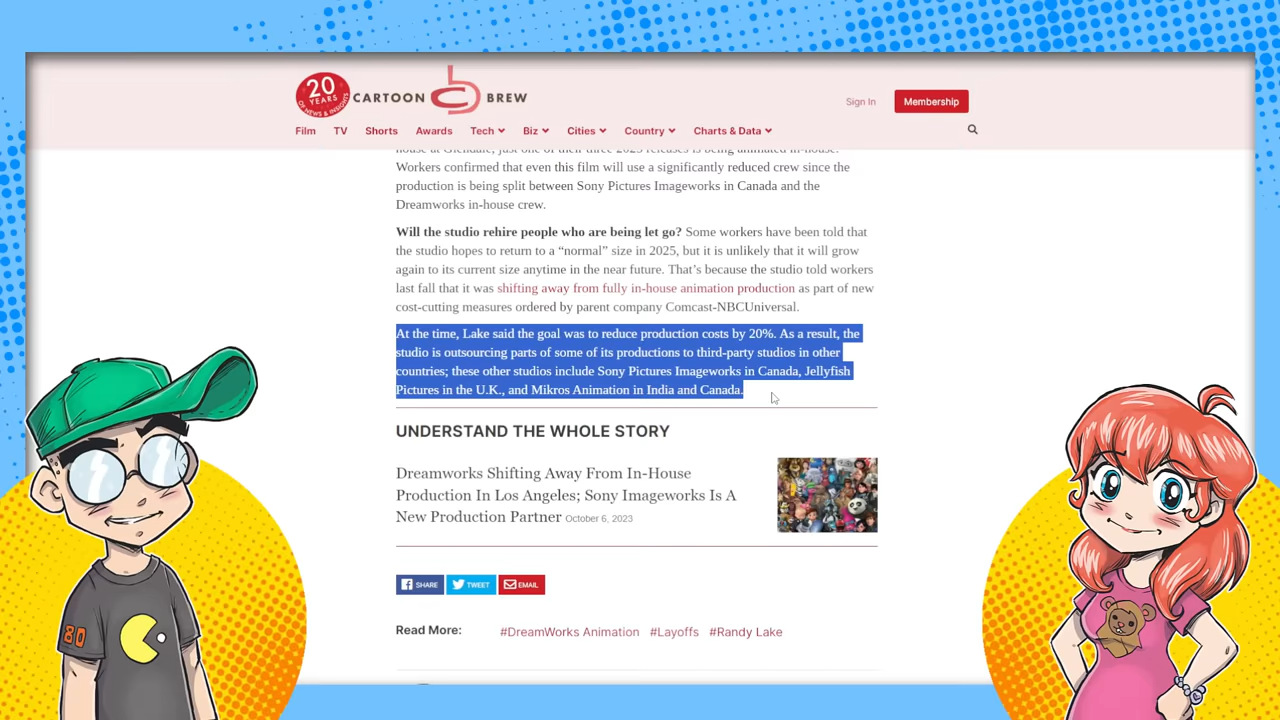 20
YEARS
OF NEWS & INSIGHTS
CARTOON BREW
Sign In
Membership
Film TV Shorts Awards Tech Biz Cities Country Charts & Data
house at Glendale, just one of their three 2025 releases is being animated in-house.
Workers confirmed that even this film will use a significantly reduced crew since the
production is being split between Sony Pictures Imageworks in Canada and the
Dreamworks in-house crew.
Will the studio rehire people who are being let go? Some workers have been told that
the studio hopes to return to a “normal” size in 2025, but it is unlikely that it will grow
again to its current size anytime in the near future. That’s because the studio told workers
last fall that it was shifting away from fully in-house animation production as part of new
cost-cutting measures ordered by parent company Comcast-NBCUniversal.
At the time, Lake said the goal was to reduce production costs by 20%. As a result, the
studio is outsourcing parts of some of its productions to third-party studios in other
countries; these other studios include Sony Pictures Imageworks in Canada, Jellyfish
Pictures in the U.K., and Mikros Animation in India and Canada.
UNDERSTAND THE WHOLE STORY
Dreamworks Shifting Away From In-House
Production In Los Angeles; Sony Imageworks Is A
New Production Partner October 6, 2023
SHARE TWEET EMAIL
Read More: #DreamWorks Animation #Layoffs #Randy Lake
80